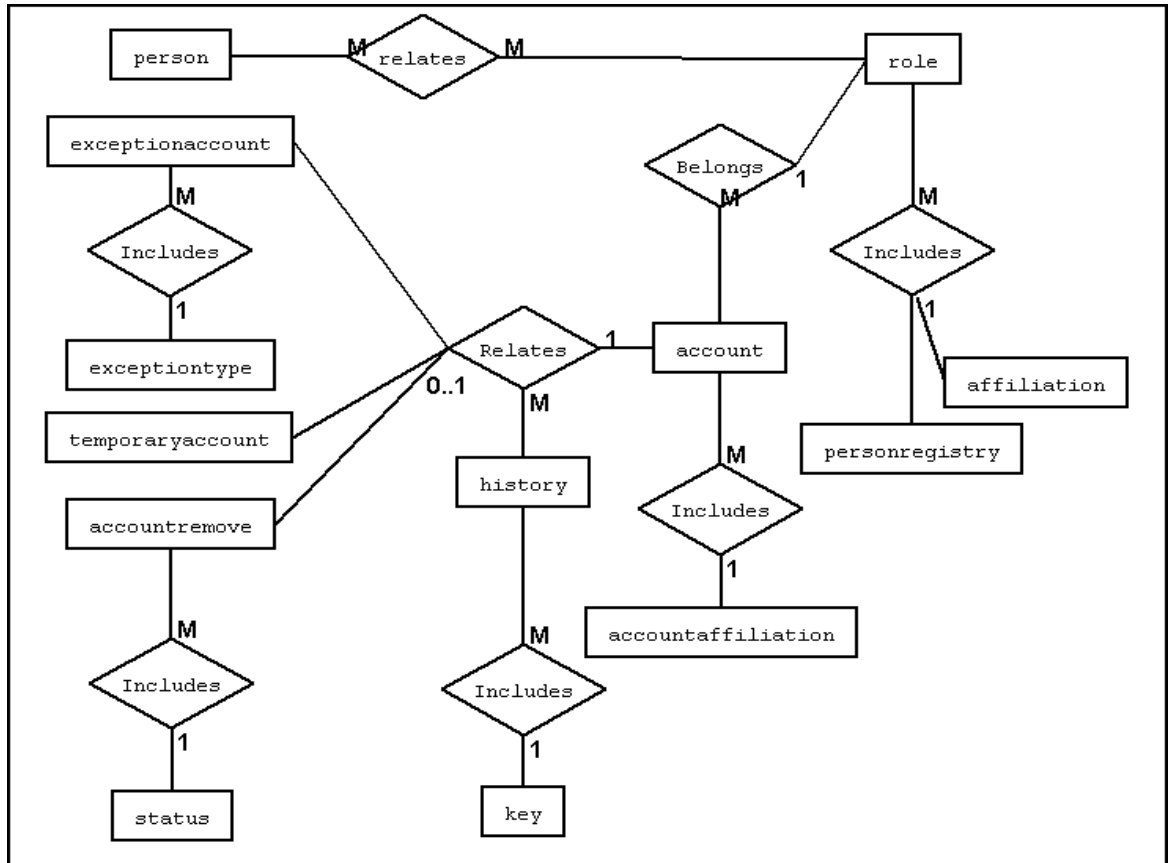 person
M
relates
M
role
exceptionaccount
Belongs
1
M
M
Includes
1
M
Includes
1
exceptiontype
Relates
1
account
0..1
M
affiliation
temporaryaccount
personregistry
M
history
accountremove
Includes
1
accountaffiliation
M
Includes
1
M
Includes
1
status
key